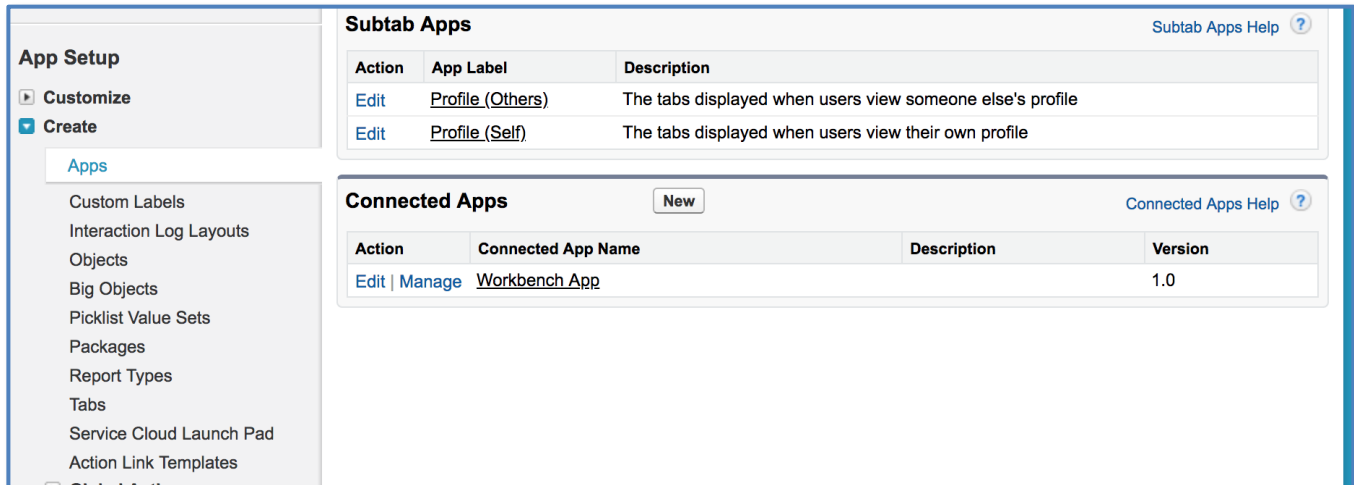 App Setup
Customize
Create
Apps
Custom Labels
Interaction Log Layouts
Objects
Big Objects
Picklist Value Sets
Packages
Report Types
Tabs
Service Cloud Launch Pad
Action Link Templates
Subtab Apps Subtab Apps Help ?
Action App Label Description
Edit Profile (Others) The tabs displayed when users view someone else's profile
Edit Profile (Self) The tabs displayed when users view their own profile
Connected Apps New Connected Apps Help ?
Action Connected App Name Description Version
Edit | Manage Workbench App 1.0